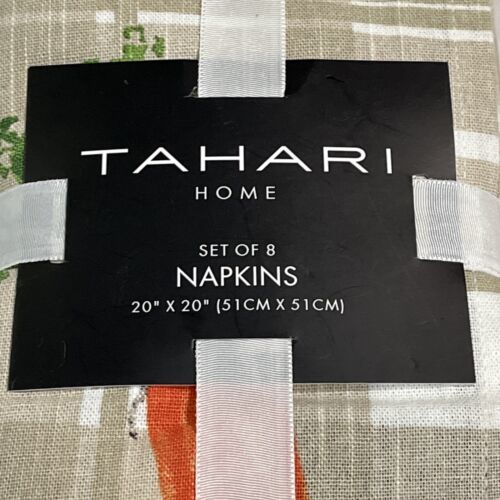 TAHARI
HOME
SET OF 8
NAPKINS
20" X 20" (51CM X 51CM)